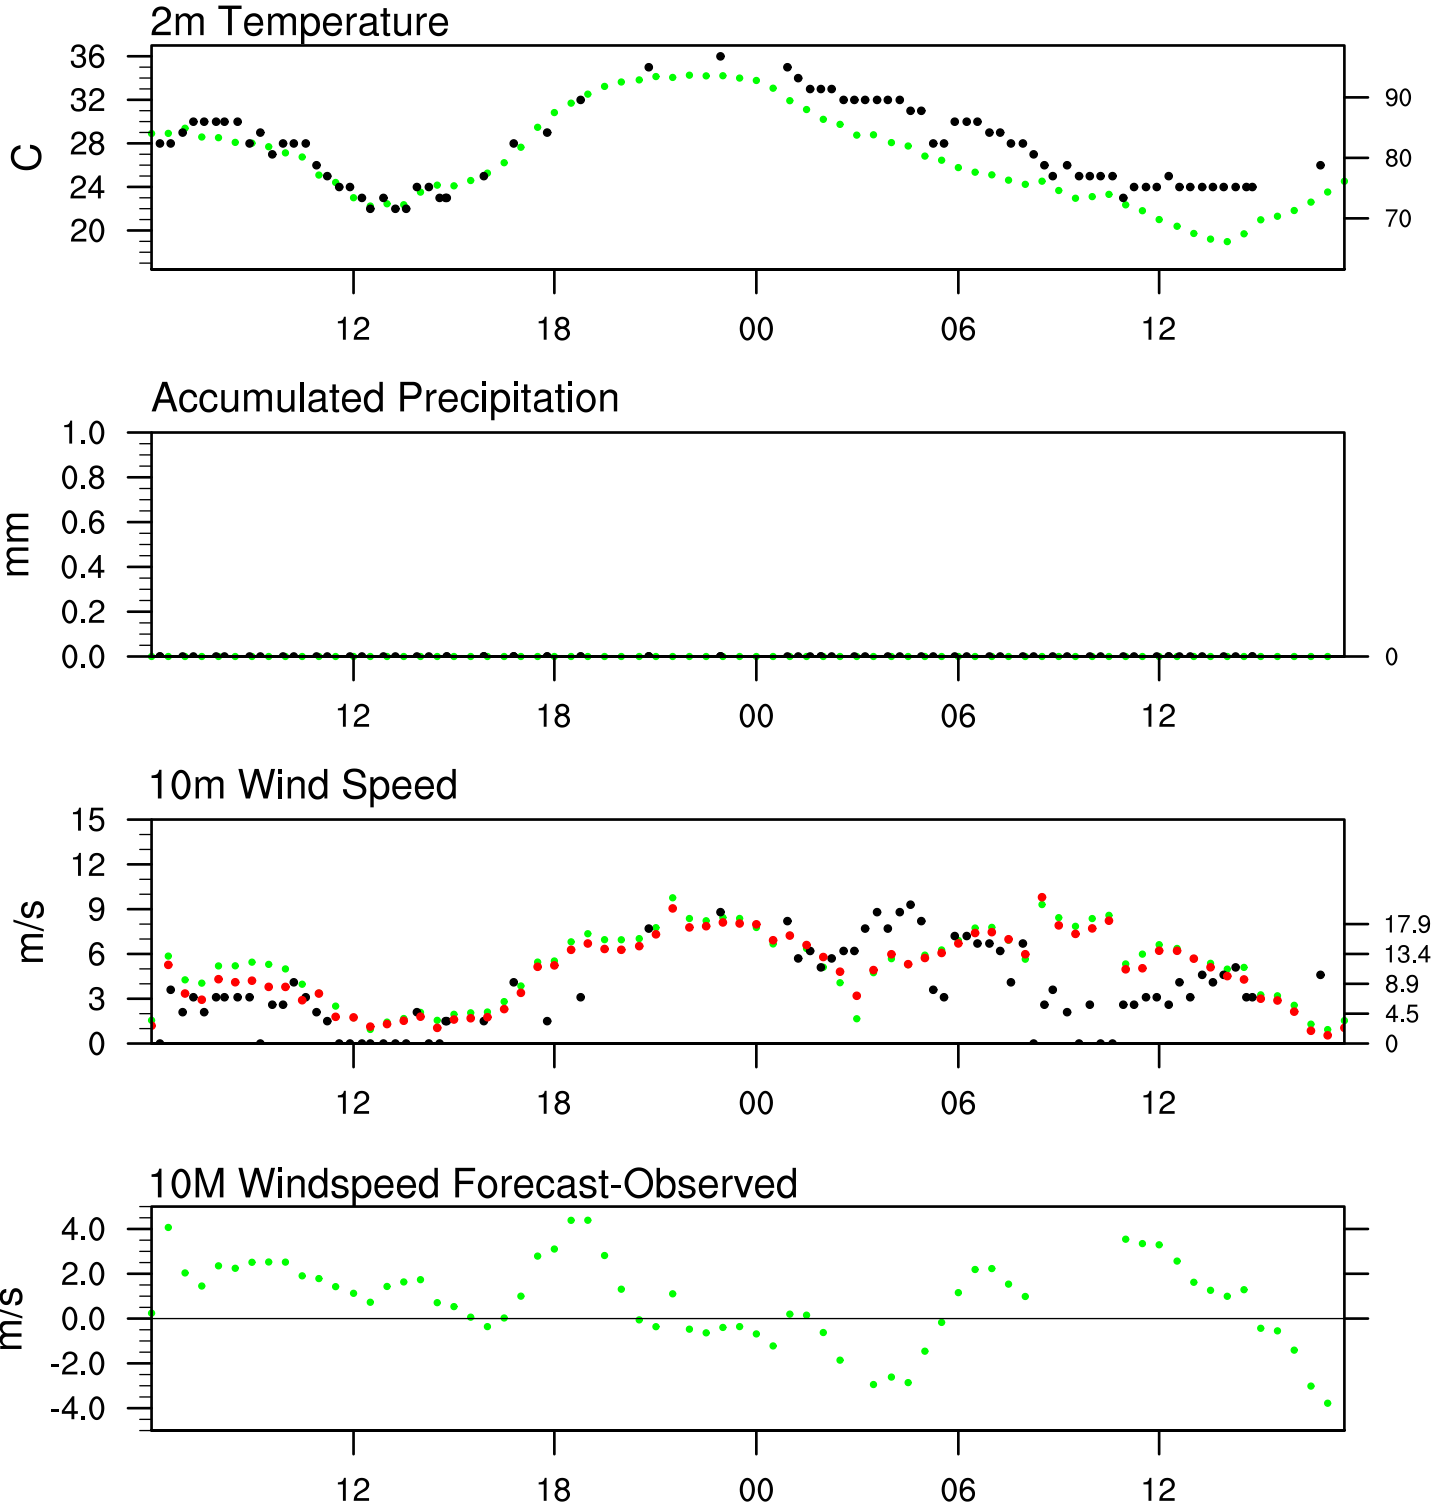 2m Temperature
C
36
32
28
24
20
90
80
70
12 18 00 06 12
Accumulated Precipitation
mm
1.0
0.8
0.6
0.4
0.2
0.0
0
12 18 00 06 12
10m Wind Speed
m/s
15
12
9
6
3
0
17.9
13.4
8.9
4.5
0
12 18 00 06 12
10M Windspeed Forecast-Observed
m/s
4.0
2.0
0.0
-2.0
-4.0
12 18 00 06 12